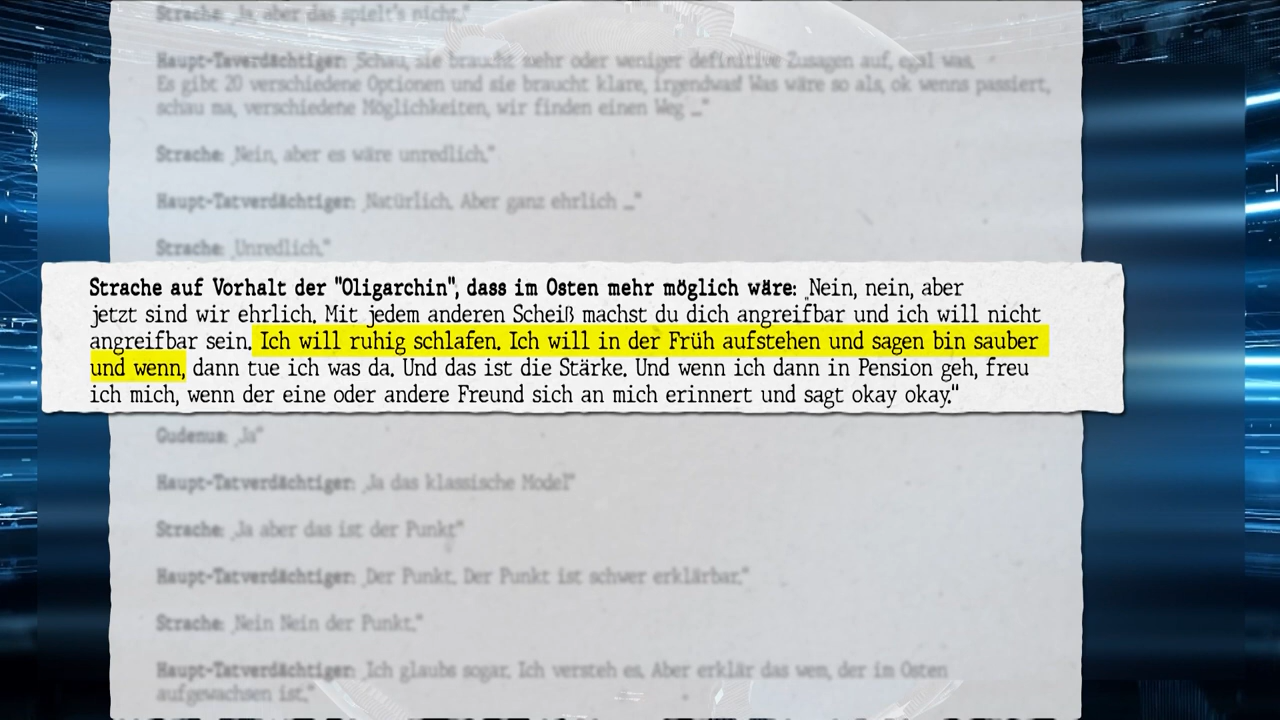 Strache: „Ja, aber das spielt's nicht."
Haupt-Taverdächtiger: „Schau, sie braucht mehr oder weniger definitive Zusagen auf, egal was.
Es gibt 20 verschiedene Optionen und sie braucht klare, irgendwas! Was wäre so als, ok wenns passiert,
schau ma, verschiedene Möglichkeiten, wir finden einen Weg ..."
Strache: „Nein, aber es wäre unredlich."
Haupt-Tatverdächtiger: „Natürlich. Aber ganz ehrlich ..."
Strache: „Unredlich."
Strache auf Vorhalt der "Oligarchin", dass im Osten mehr möglich wäre: „Nein, nein, aber
jetzt sind wir ehrlich. Mit jedem anderen Scheiß machst du dich angreifbar und ich will nicht
angreifbar sein. Ich will ruhig schlafen. Ich will in der Früh aufstehen und sagen bin sauber
und wenn, dann tue ich was da. Und das ist die Stärke. Und wenn ich dann in Pension geh, freu
ich mich, wenn der eine oder andere Freund sich an mich erinnert und sagt okay okay."
Gudenus: „Ja"
Haupt-Tatverdächtiger: „Ja das klassische Model"
Strache: „Ja aber das ist der Punkt"
Haupt-Tatverdächtiger: „Der Punkt. Der Punkt ist schwer erklärbar."
Strache: „Nein Nein der Punkt."
Haupt-Tatverdächtiger: „Ich glaubs sogar. Ich versteh es. Aber erklär das wem, der im Osten
aufgewachsen ist."